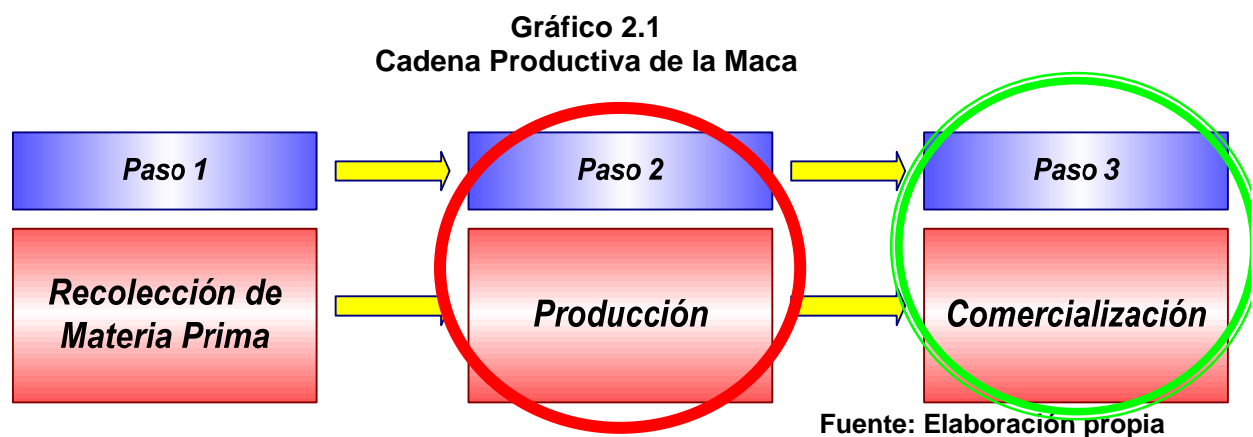 Gráfico 2.1
Cadena Productiva de la Maca
Paso 1
Paso 2
Paso 3
Recolección de
Materia Prima
Producción
Comercialización
Fuente: Elaboración propia